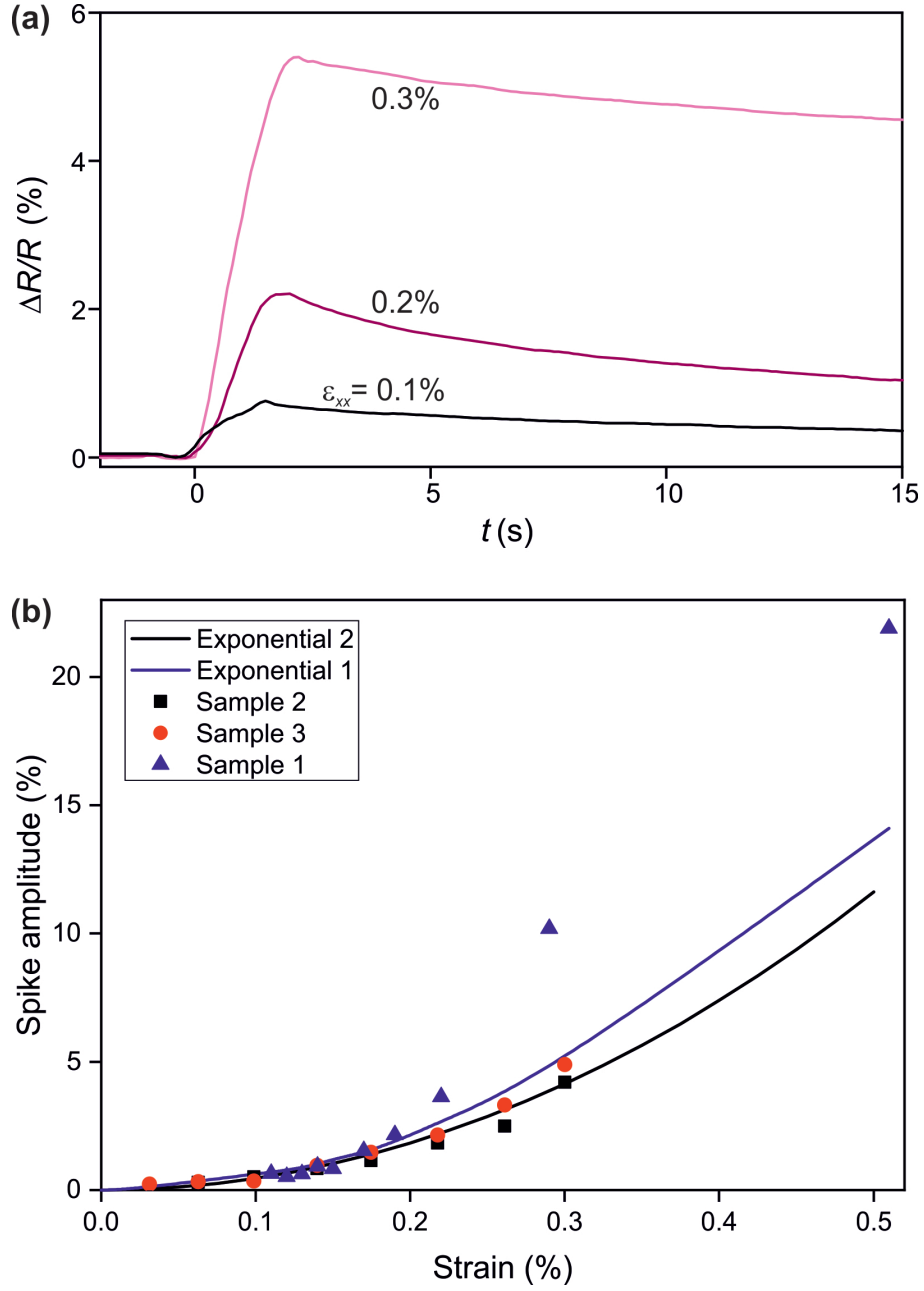 (a)
6
4
2
0
ΔR/R (%)
0.3%
0.2%
εxx= 0.1%
0
5
10
15
t (s)
(b)
Exponential 2
Exponential 1
Sample 2
Sample 3
Sample 1
20
15
10
5
0
Spike amplitude (%)
0.0
0.1
0.2
0.3
0.4
0.5
Strain (%)